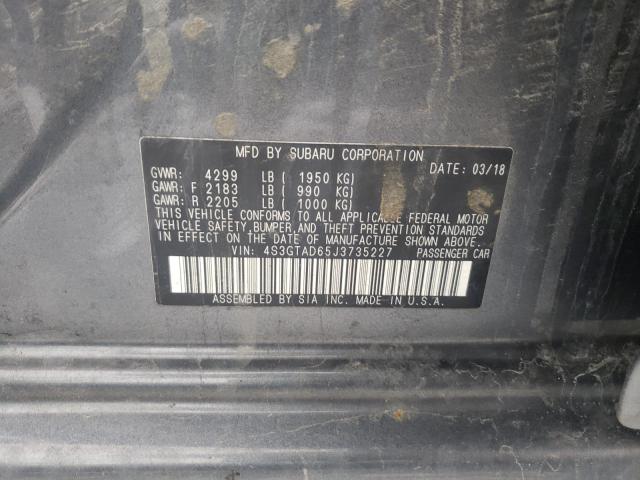 MFD BY SUBARU CORPORATION
DATE: 03/18
GVWR: 4299 LB ( 1950 KG)
GAWR: F 2183 LB ( 990 KG)
GAWR: R 2205 LB ( 1000 KG)
THIS VEHICLE CONFORMS TO ALL APPLICABLE FEDERAL MOTOR
VEHICLE SAFETY, BUMPER, AND THEFT PREVENTION STANDARDS
IN EFFECT ON THE DATE OF MANUFACTURE SHOWN ABOVE.
VIN: 4S3GTAD65J3735227 PASSENGER CAR
ASSEMBLED BY SIA INC. MADE IN U.S.A.